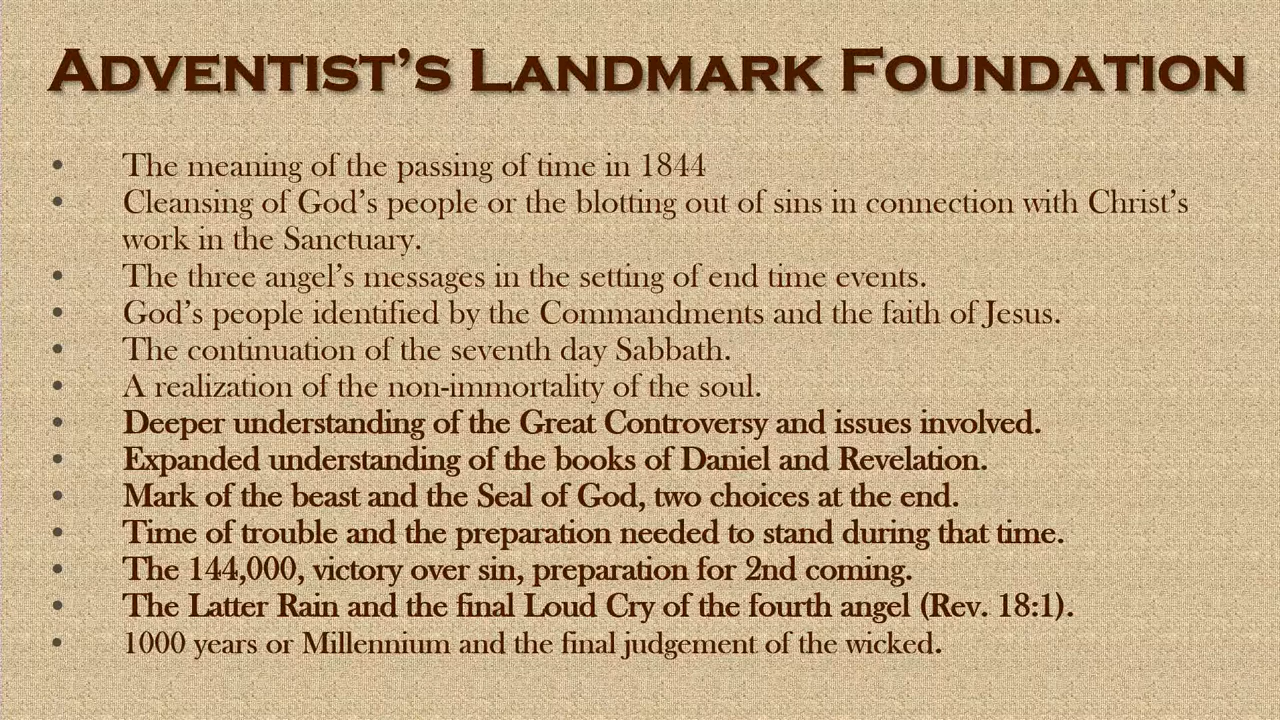 ADVENTIST'S LANDMARK FOUNDATION
• The meaning of the passing of time in 1844
• Cleansing of God's people or the blotting out of sins in connection with Christ's
work in the Sanctuary.
• The three angel's messages in the setting of end time events.
• God's people identified by the Commandments and the faith of Jesus.
• The continuation of the seventh day Sabbath.
• A realization of the non-immortality of the soul.
• Deeper understanding of the Great Controversy and issues involved.
• Expanded understanding of the books of Daniel and Revelation.
• Mark of the beast and the Seal of God, two choices at the end.
• Time of trouble and the preparation needed to stand during that time.
• The 144,000, victory over sin, preparation for 2nd coming.
• The Latter Rain and the final Loud Cry of the fourth angel (Rev. 18:1).
• 1000 years or Millennium and the final judgement of the wicked.